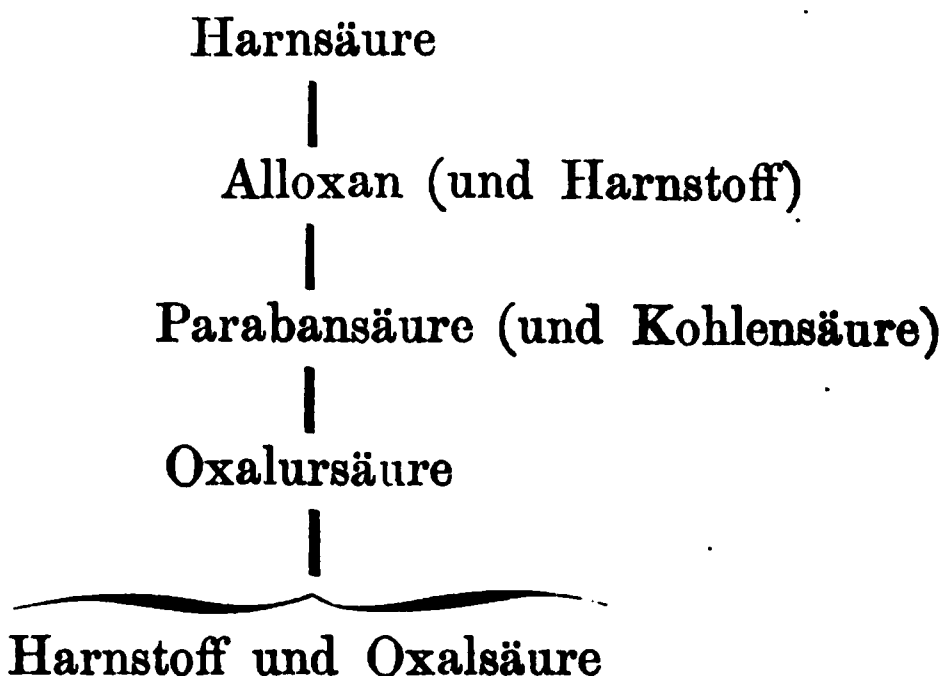 Harnsäure
Alloxan (und Harnstoff)
Parabansäure (und Kohlensäure)
Oxalursäure
Harnstoff und Oxalsäure